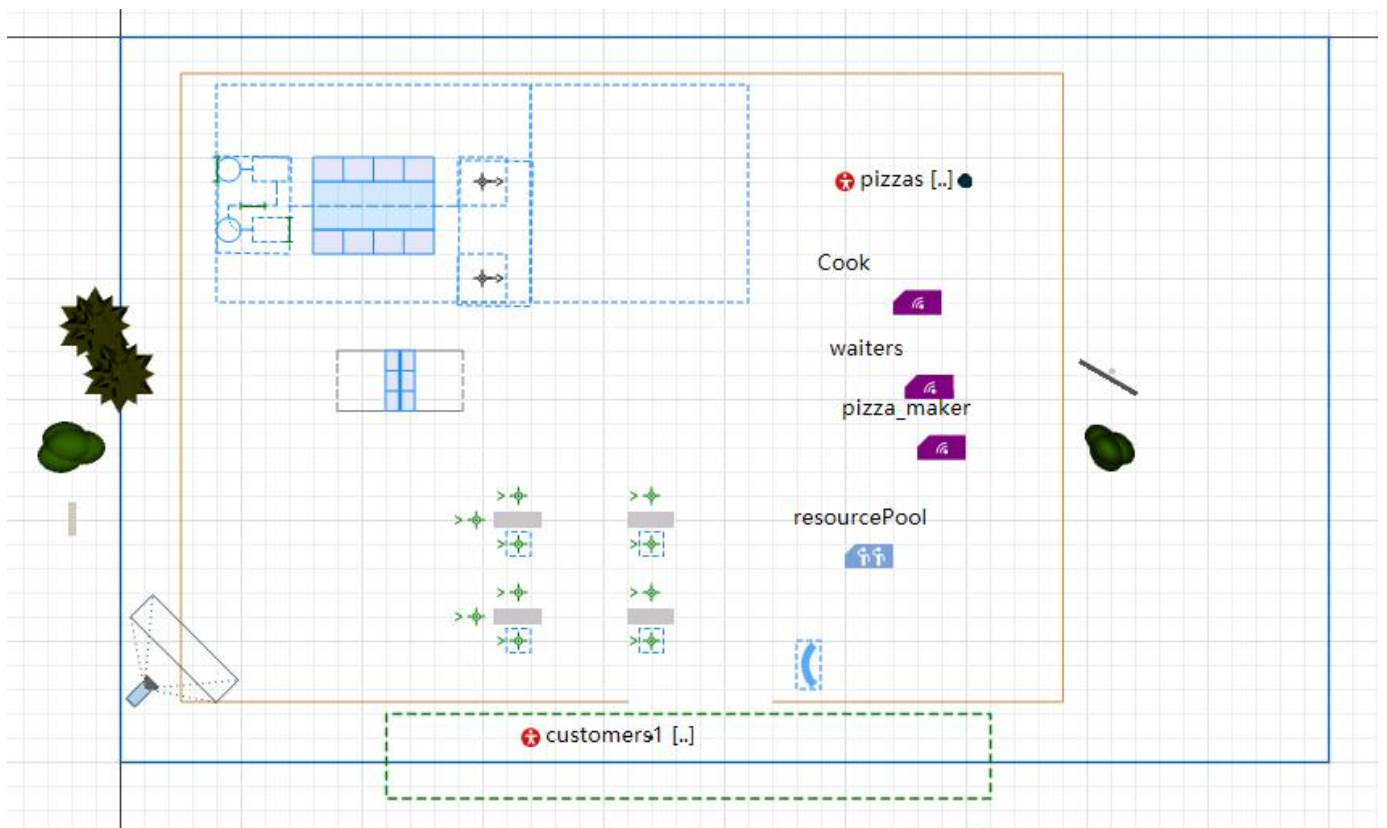 pizzas [..]
Cook
waiters
pizza_maker
resourcePool
customers1 [..]